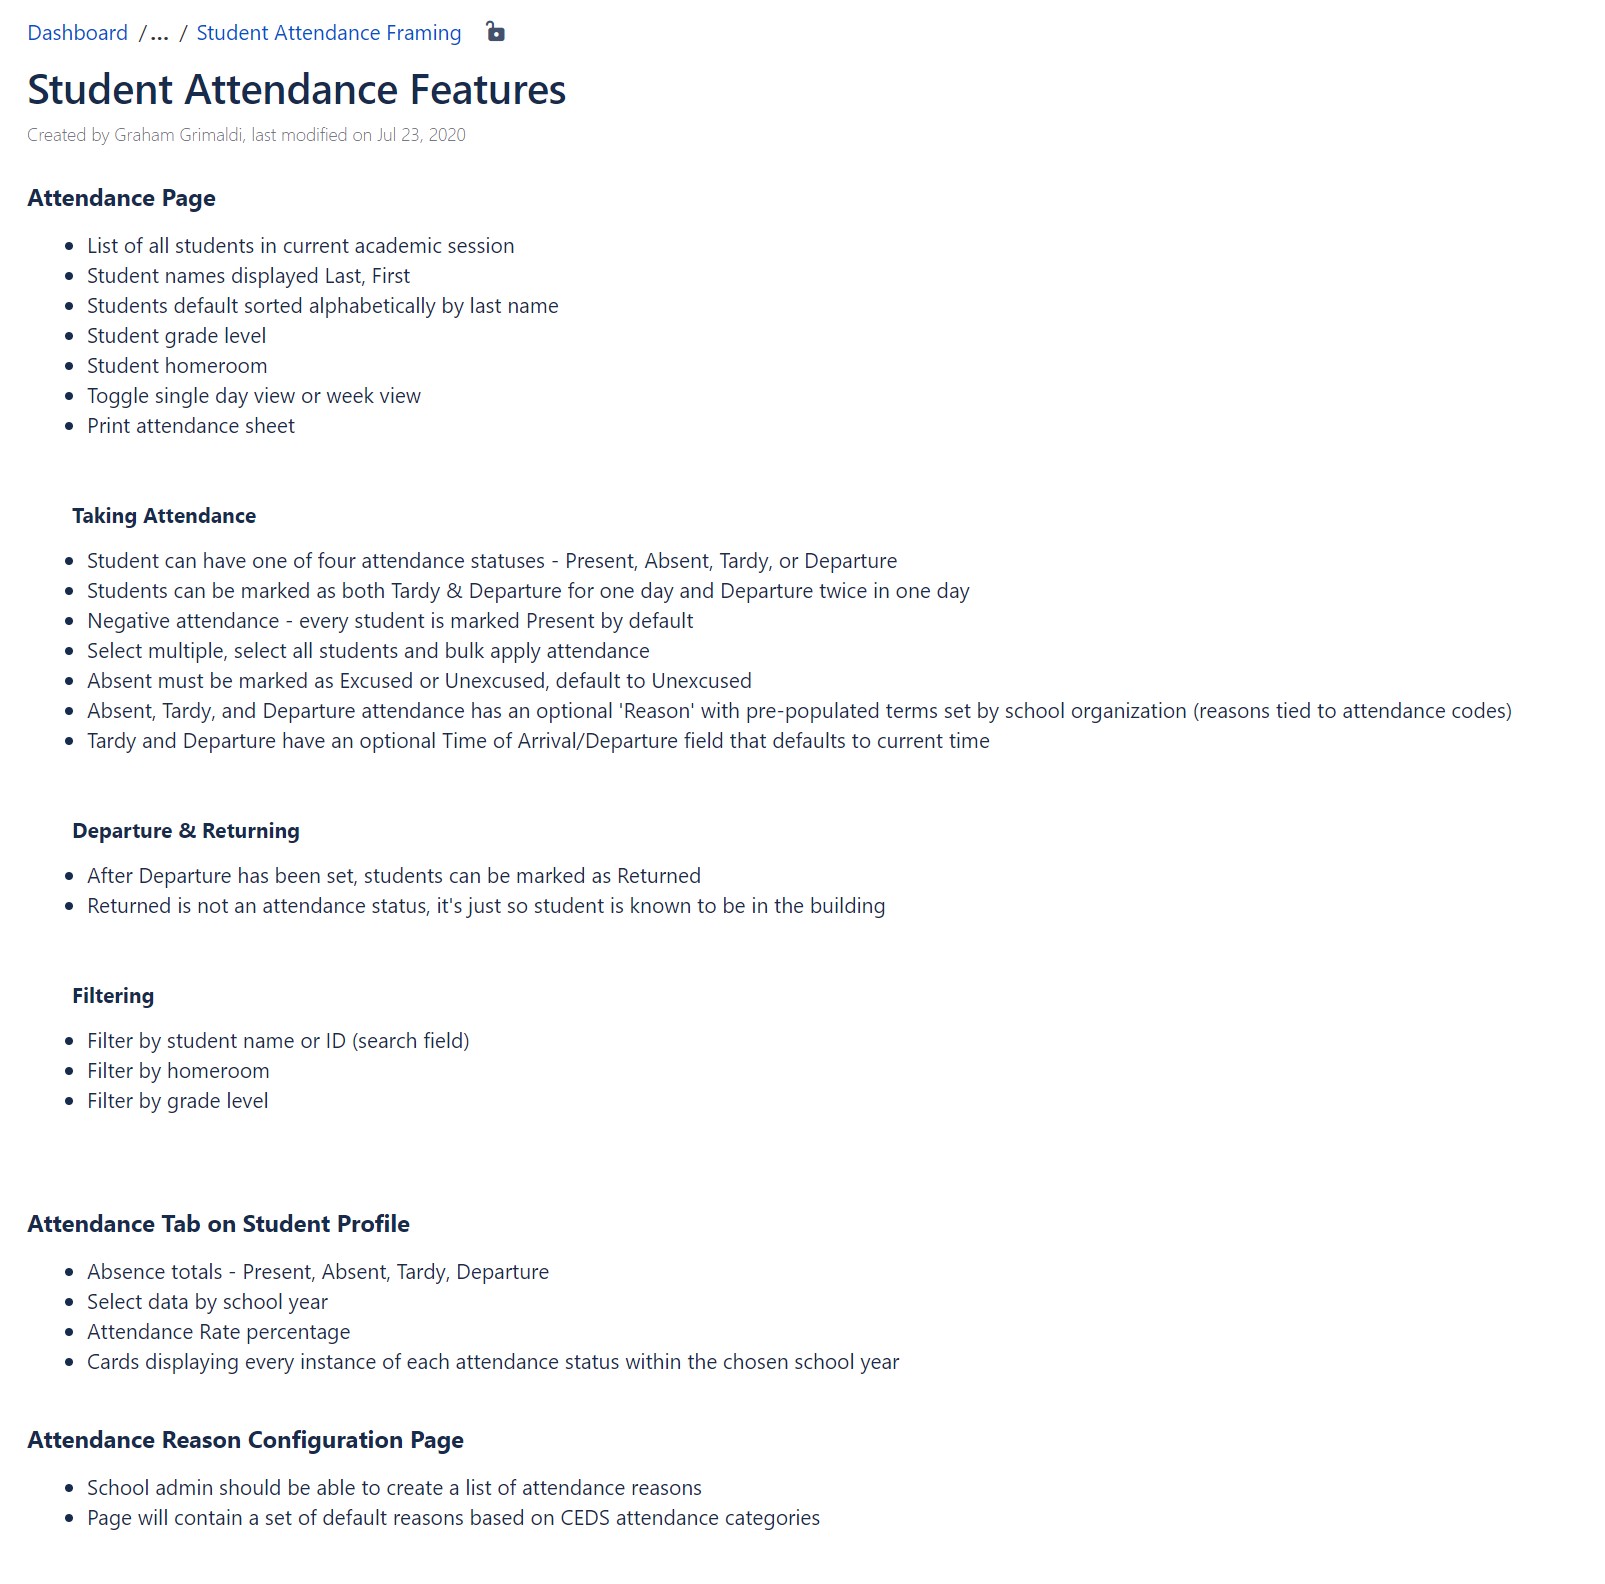 Dashboard /... / Student Attendance Framing
Student Attendance Features
Created by Graham Grimaldi, last modified on Jul 23, 2020
Attendance Page
• List of all students in current academic session
• Student names displayed Last, First
• Students default sorted alphabetically by last name
• Student grade level
• Student homeroom
• Toggle single day view or week view
• Print attendance sheet
Taking Attendance
• Student can have one of four attendance statuses - Present, Absent, Tardy, or Departure
• Students can be marked as both Tardy & Departure for one day and Departure twice in one day
• Negative attendance - every student is marked Present by default
• Select multiple, select all students and bulk apply attendance
• Absent must be marked as Excused or Unexcused, default to Unexcused
• Absent, Tardy, and Departure attendance has an optional 'Reason' with pre-populated terms set by school organization (reasons tied to attendance codes)
• Tardy and Departure have an optional Time of Arrival/Departure field that defaults to current time
Departure & Returning
• After Departure has been set, students can be marked as Returned
• Returned is not an attendance status, it's just so student is known to be in the building
Filtering
• Filter by student name or ID (search field)
• Filter by homeroom
• Filter by grade level
Attendance Tab on Student Profile
• Absence totals - Present, Absent, Tardy, Departure
• Select data by school year
• Attendance Rate percentage
• Cards displaying every instance of each attendance status within the chosen school year
Attendance Reason Configuration Page
• School admin should be able to create a list of attendance reasons
• Page will contain a set of default reasons based on CEDS attendance categories